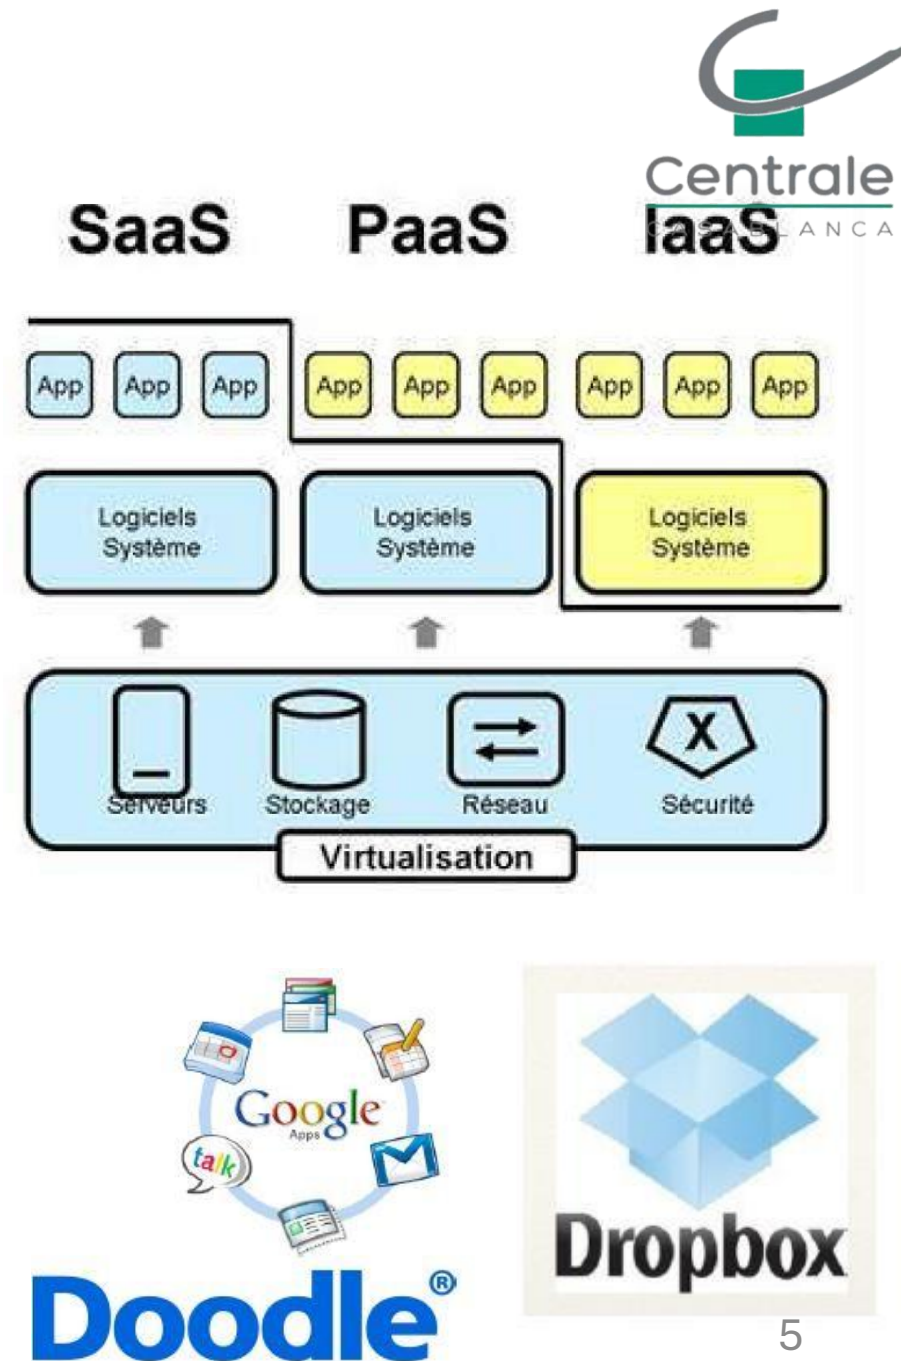 Centrale
CASABLANCA
SaaS PaaS IaaS
App App App App App App App App App
Logiciels Logiciels Logiciels
Système Système Système
Serveurs Stockage Réseau Sécurité
X
Virtualisation
Google
Apps
talk
Dropbox
Doodle®
5